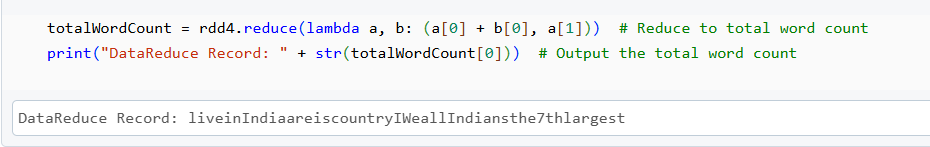 totalWordCount = rdd4.reduce(lambda a, b: (a[0] + b[0], a[1]))  # Reduce to total word count
print("DataReduce Record: " + str(totalWordCount[0]))  # Output the total word count
DataReduce Record: liveinIndiaareiscountryIWeallIndiansthe7thlargest